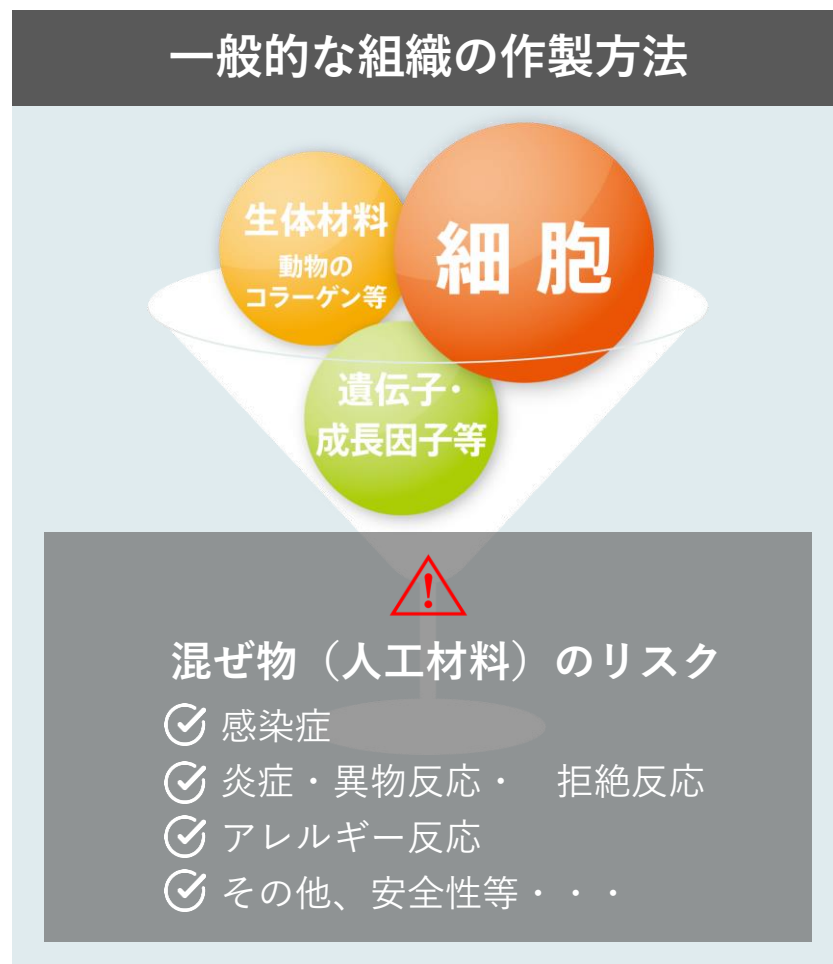 一般的な組織の作製方法
生体材料
動物の
コラーゲン等
細 胞
遺伝子・
成長因子等
!
混ぜ物（人工材料）のリスク
感染症
炎症・異物反応・　拒絶反応
アレルギー反応
その他、安全性等・・・